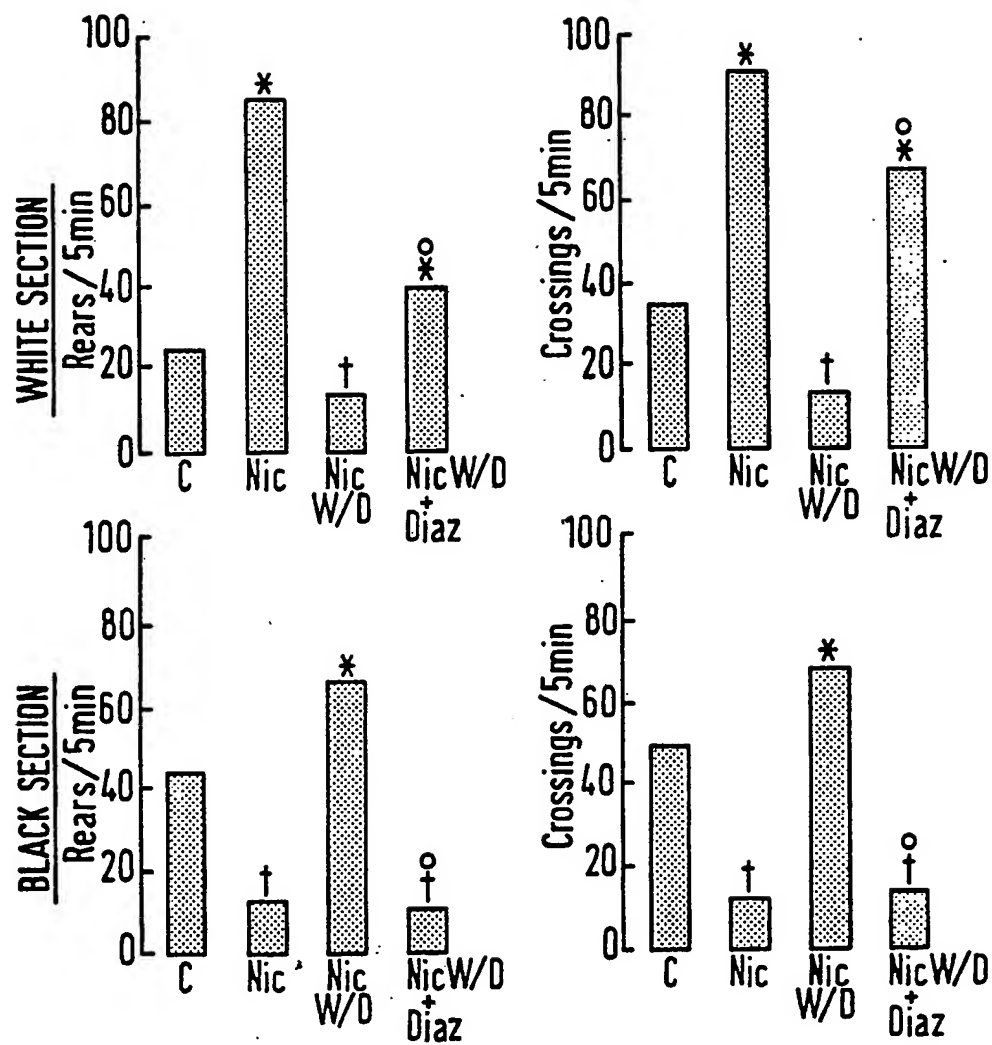 WHITE SECTION
Rears/5min
100
80
60
40
20
0
*
†
o
*
C
Nic
Nic
W/D
NicW/D
+
Diaz
Crossings/5min
100
80
60
40
20
0
*
†
o
*
C
Nic
Nic
W/D
NicW/D
+
Diaz
BLACK SECTION
Rears/5min
100
80
60
40
20
0
†
*
o
†
C
Nic
Nic
W/D
NicW/D
+
Diaz
Crossings/5min
100
80
60
40
20
0
†
*
o
†
C
Nic
Nic
W/D
NicW/D
+
Diaz